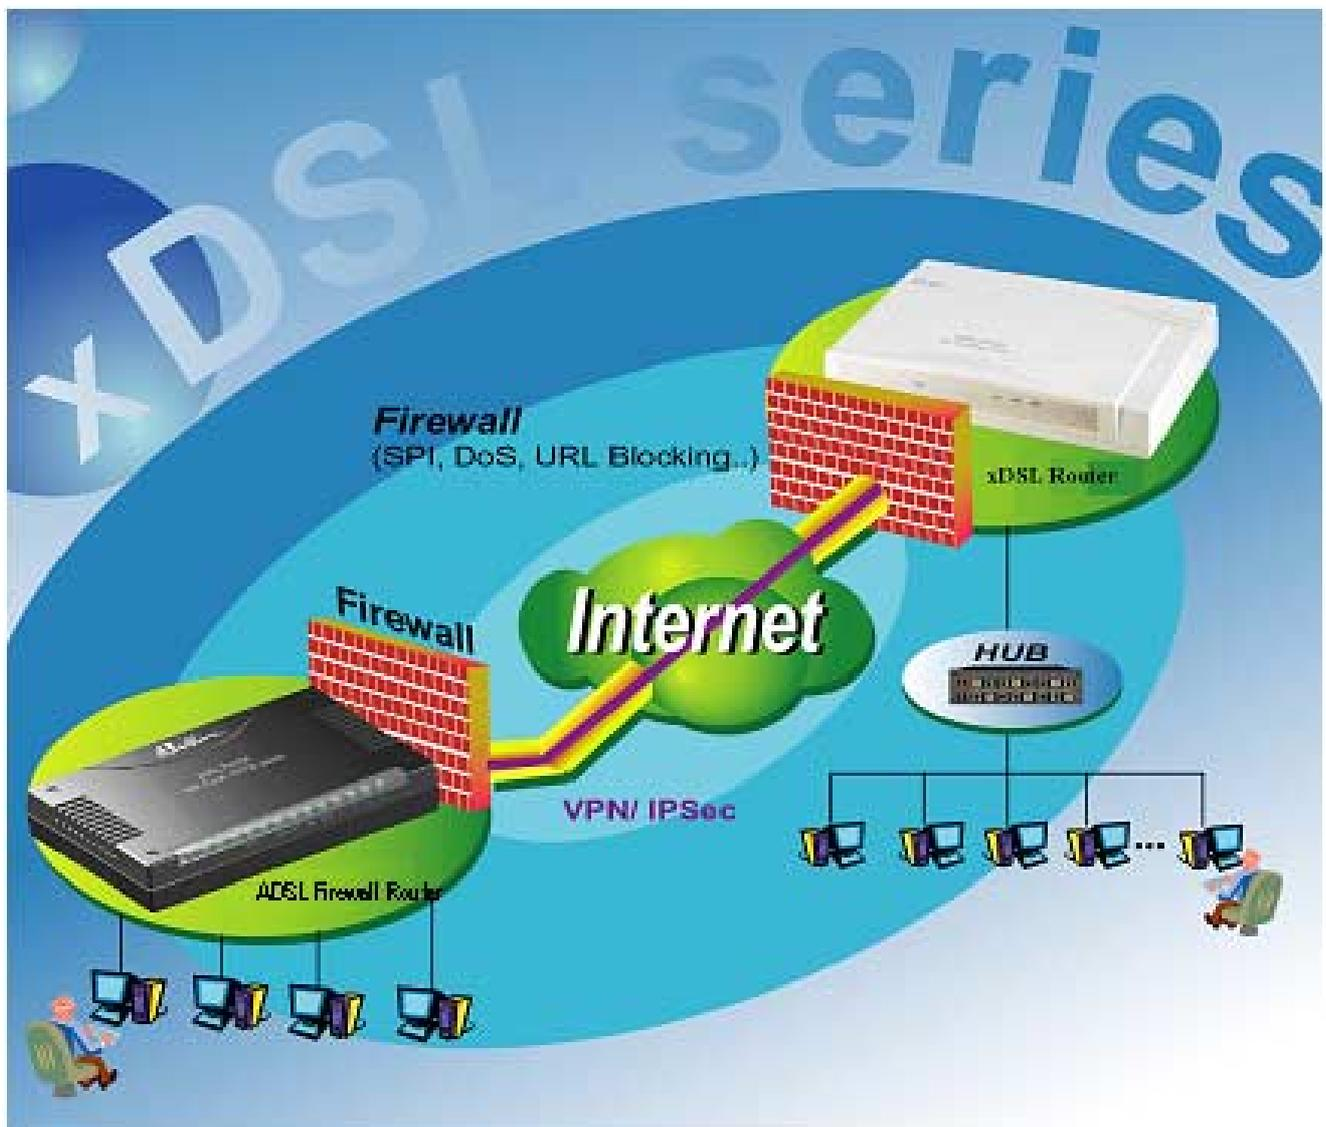 xDSL series
Firewall
(SPI, DoS, URL Blocking..)
xDSL Router
Firewall
Internet
HUB
VPN/ IPSec
...
ADSL Firewall Router